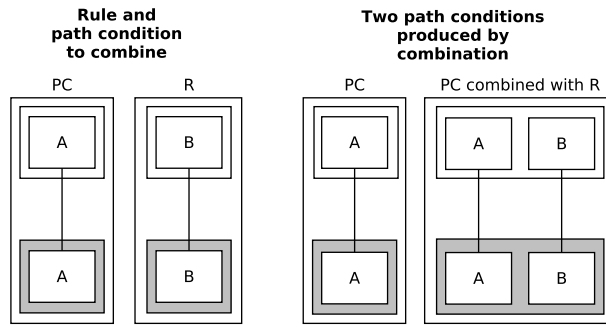 Rule and
path condition
to combine
Two path conditions
produced by
combination
PC
R
PC
PC combined with R
A
B
A
A
B
A
B
A
A
B